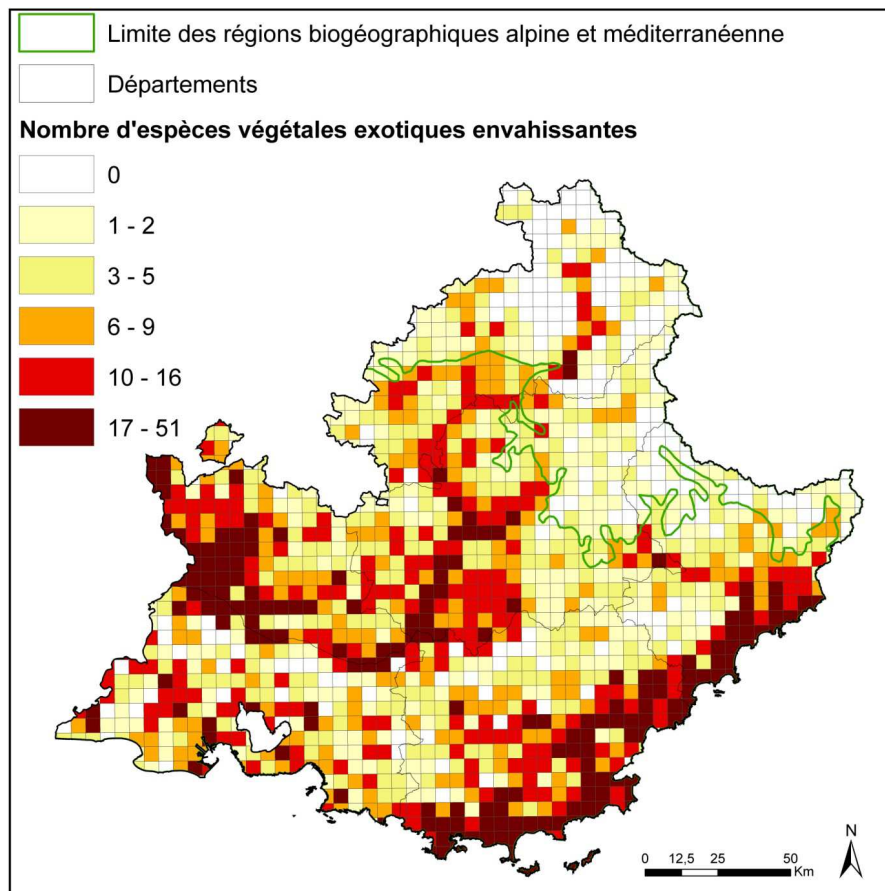 Limite des régions biogéographiques alpine et méditerranéenne
Départements
Nombre d'espèces végétales exotiques envahissantes
0
1 - 2
3 - 5
6 - 9
10 - 16
17 - 51
N
0 12,5 25 50
Km